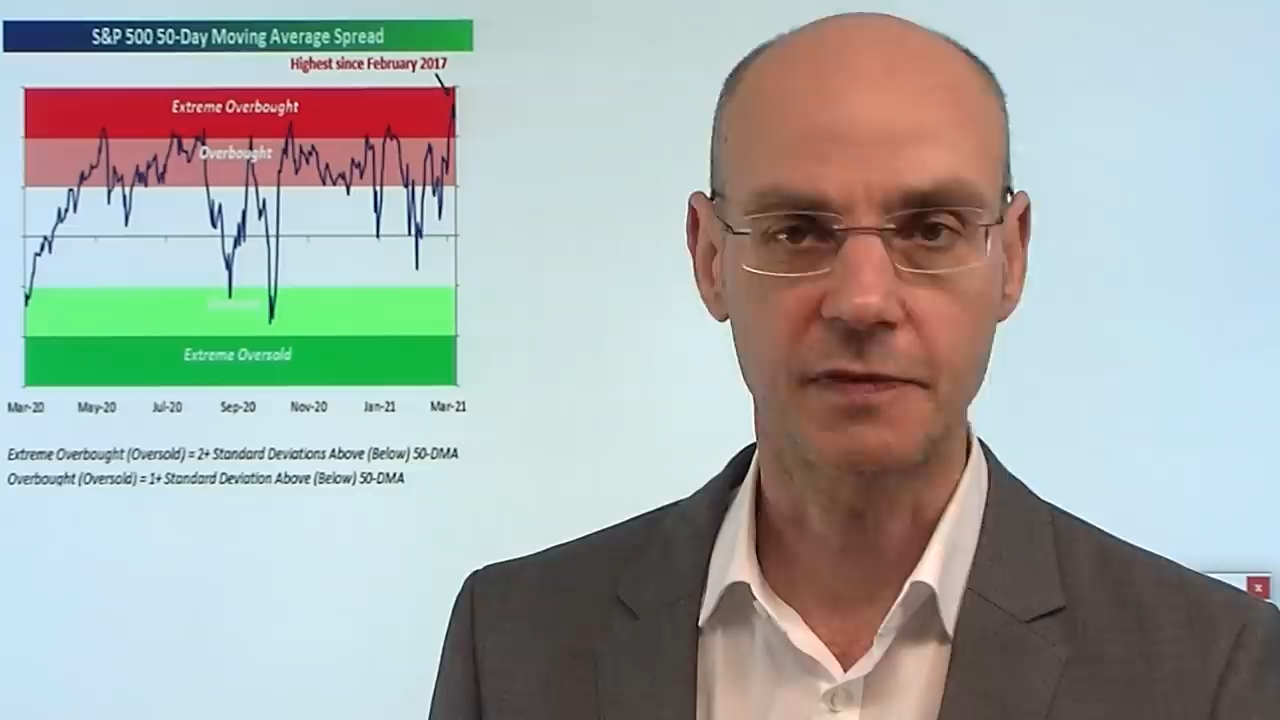 S&P 500 50-Day Moving Average Spread
Highest since February 2017
Extreme Overbought
Overbought
Extreme Oversold
Mar-20 May-20 Jul-20 Sep-20 Nov-20 Jan-21 Mar-21
Extreme Overbought (Oversold) = 2+ Standard Deviations Above (Below) 50-DMA
Overbought (Oversold) = 1+ Standard Deviation Above (Below) 50-DMA